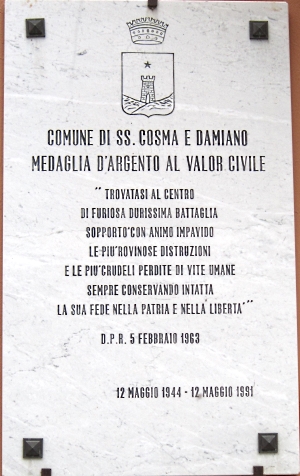 COMUNE DI SS. COSMA E DAMIANO
MEDAGLIA D'ARGENTO AL VALOR CIVILE
" TROVATASI AL CENTRO
DI FURIOSA DURISSIMA BATTAGLIA
SOPPORTO' CON ANIMO IMPAVIDO
LE PIU' ROVINOSE DISTRUZIONI
E LE PIU' CRUDELI PERDITE DI VITE UMANE
SEMPRE CONSERVANDO INTATTA
LA SUA FEDE NELLA PATRIA E NELLA LIBERTA' "
D.P.R. 5 FEBBRAIO 1963
12 MAGGIO 1944 - 12 MAGGIO 1991